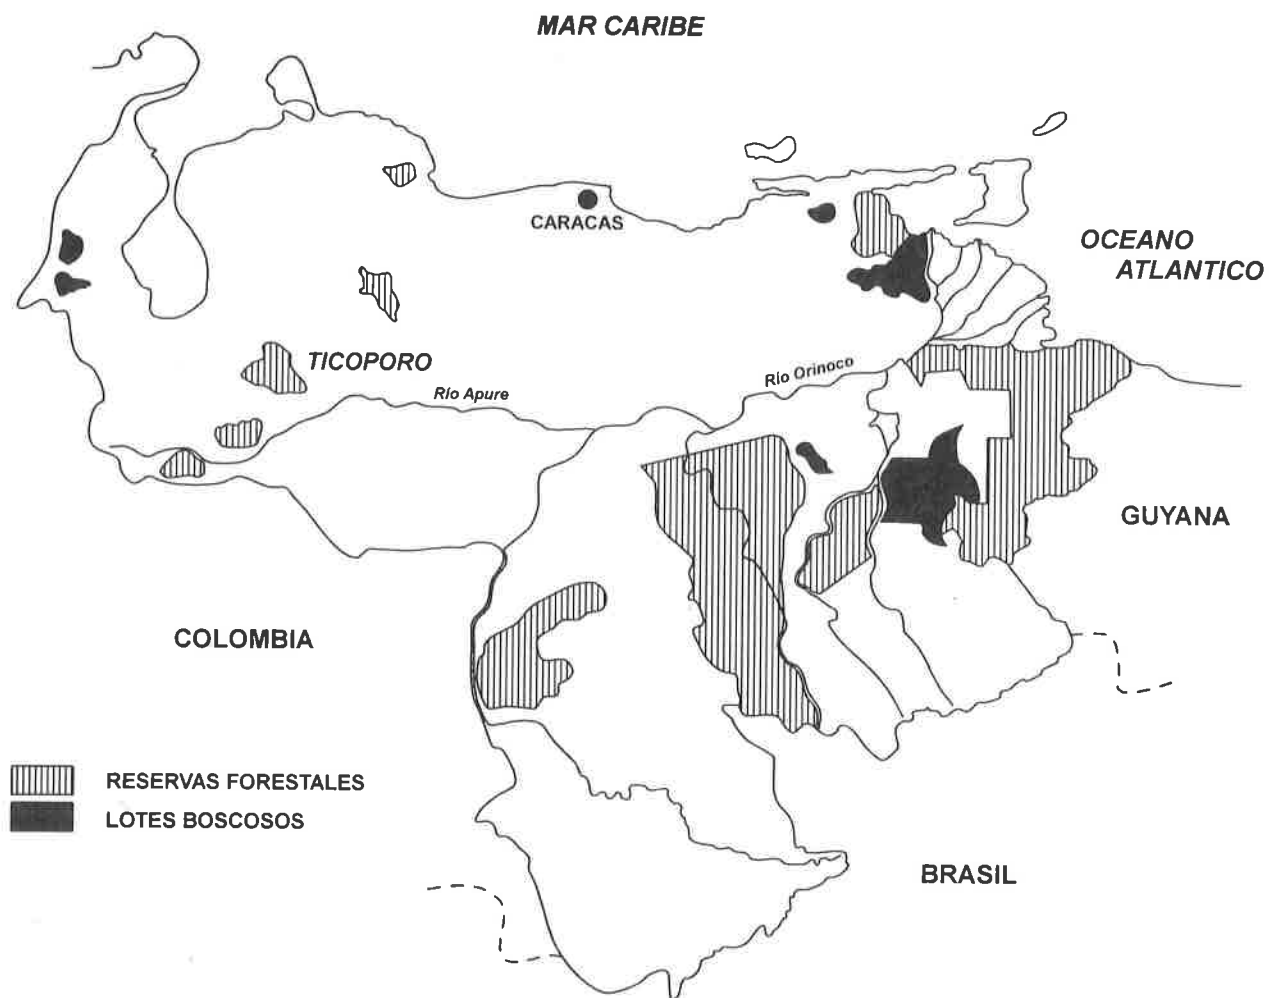 MAR CARIBE
CARACAS
OCEANO
ATLANTICO
TICOPORO
Río Apure
Río Orinoco
GUYANA
COLOMBIA
RESERVAS FORESTALES
LOTES BOSCOSOS
BRASIL